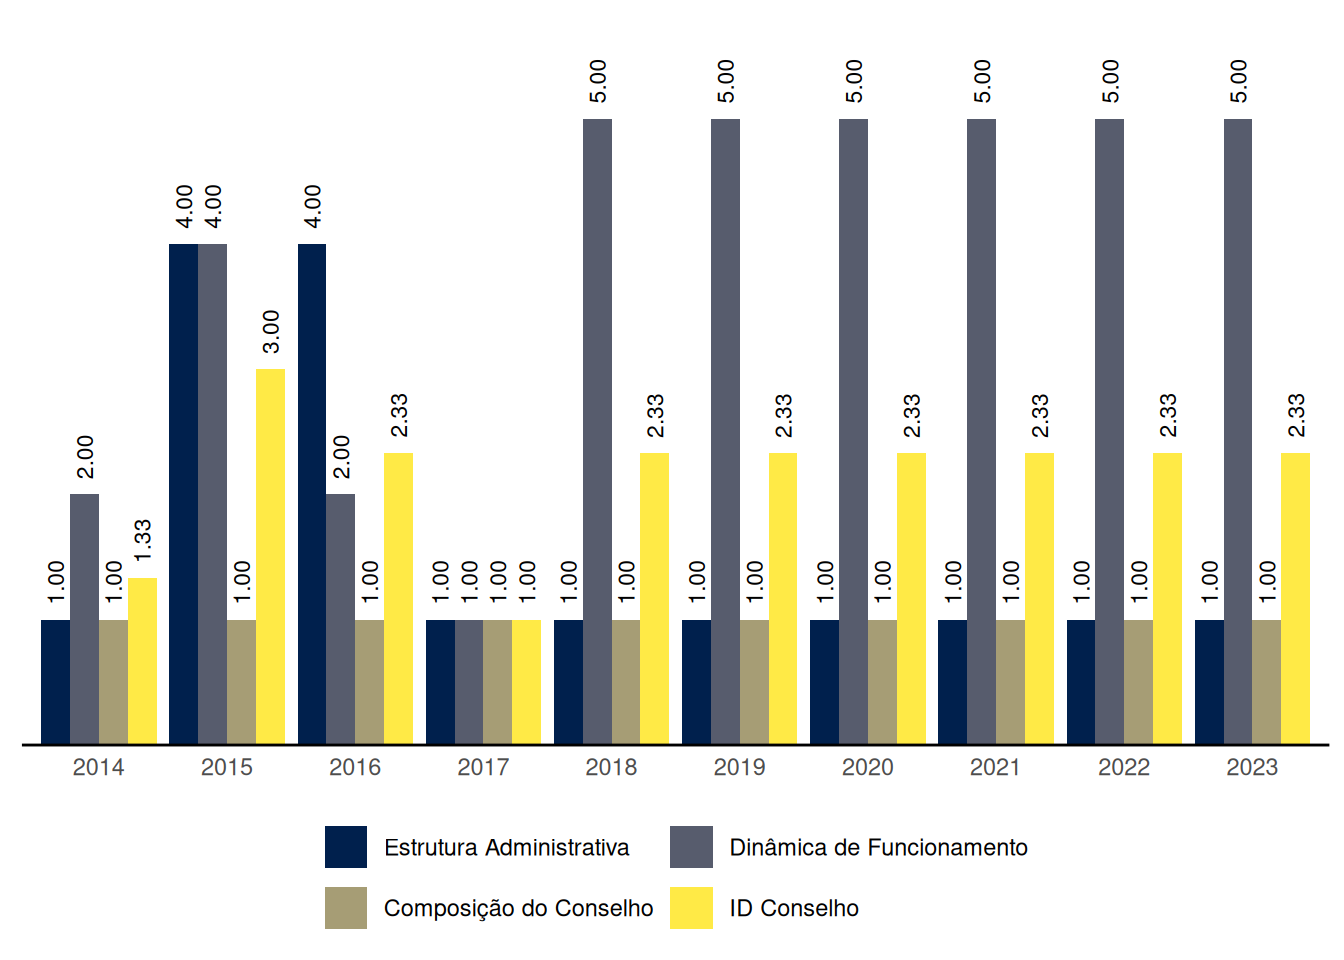 5.00 5.00 5.00 5.00 5.00 5.00
4.00 4.00 4.00
3.00
2.33 2.33 2.33 2.33 2.33 2.33 2.33
2.00 2.00
1.33
1.00 1.00 1.00 1.00 1.00 1.00 1.00 1.00 1.00 1.00 1.00 1.00 1.00 1.00 1.00 1.00 1.00 1.00 1.00 1.00
2014 2015 2016 2017 2018 2019 2020 2021 2022 2023
Estrutura Administrativa Dinâmica de Funcionamento
Composição do Conselho ID Conselho